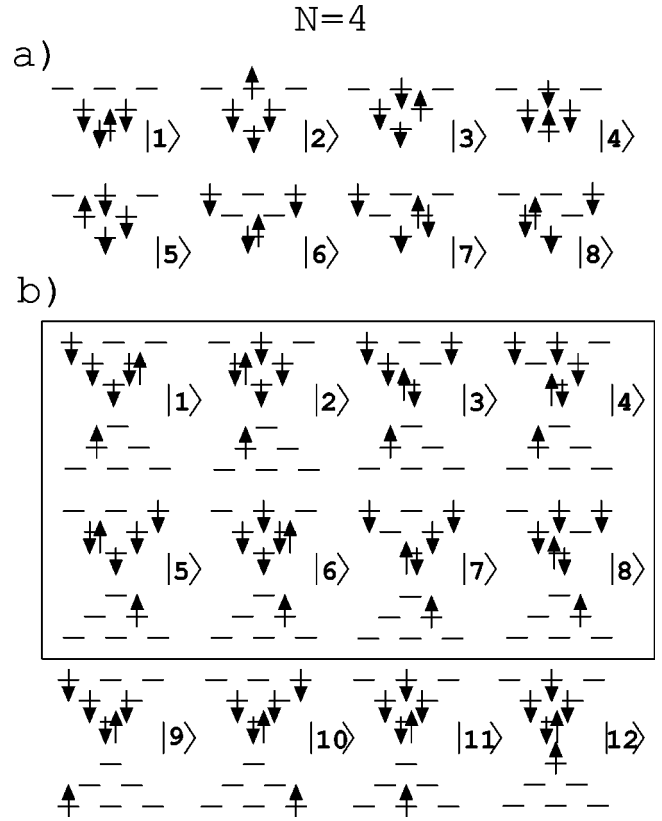 N=4
a)
|1⟩ |2⟩ |3⟩ |4⟩
|5⟩ |6⟩ |7⟩ |8⟩
b)
|1⟩ |2⟩ |3⟩ |4⟩
|5⟩ |6⟩ |7⟩ |8⟩
|9⟩ |10⟩ |11⟩ |12⟩